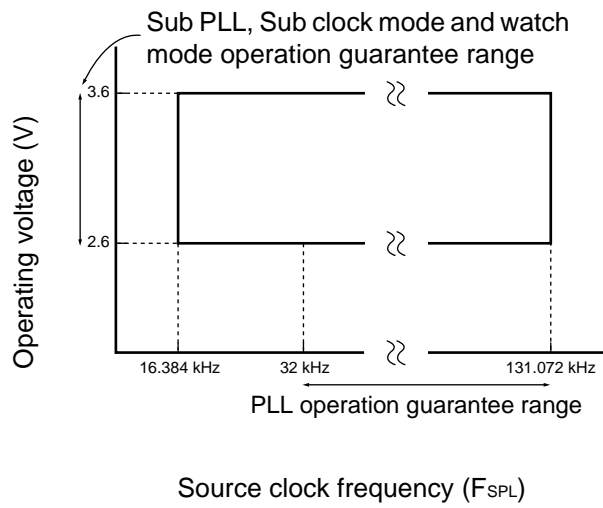 Sub PLL, Sub clock mode and watch
mode operation guarantee range
Operating voltage (V)
3.6
2.6
16.384 kHz
32 kHz
131.072 kHz
PLL operation guarantee range
Source clock frequency (FSPL)